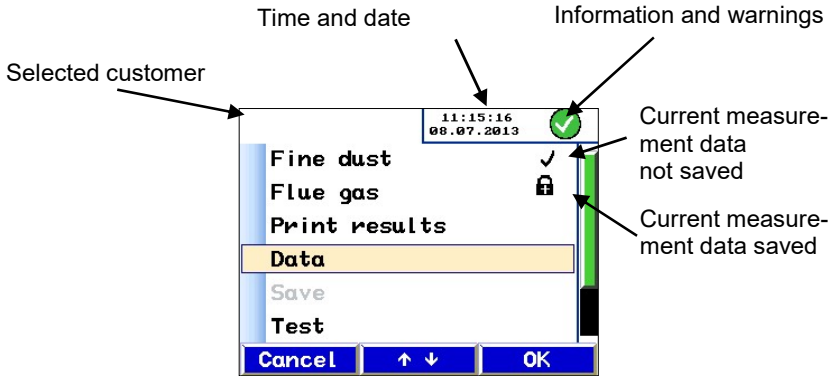 Time and date
Information and warnings
Selected customer
11:15:16
08.07.2013
Current measure-
ment data
not saved
Fine dust
Flue gas
Print results
Current measure-
ment data saved
Data
Save
Test
Cancel ↑ ↓ OK